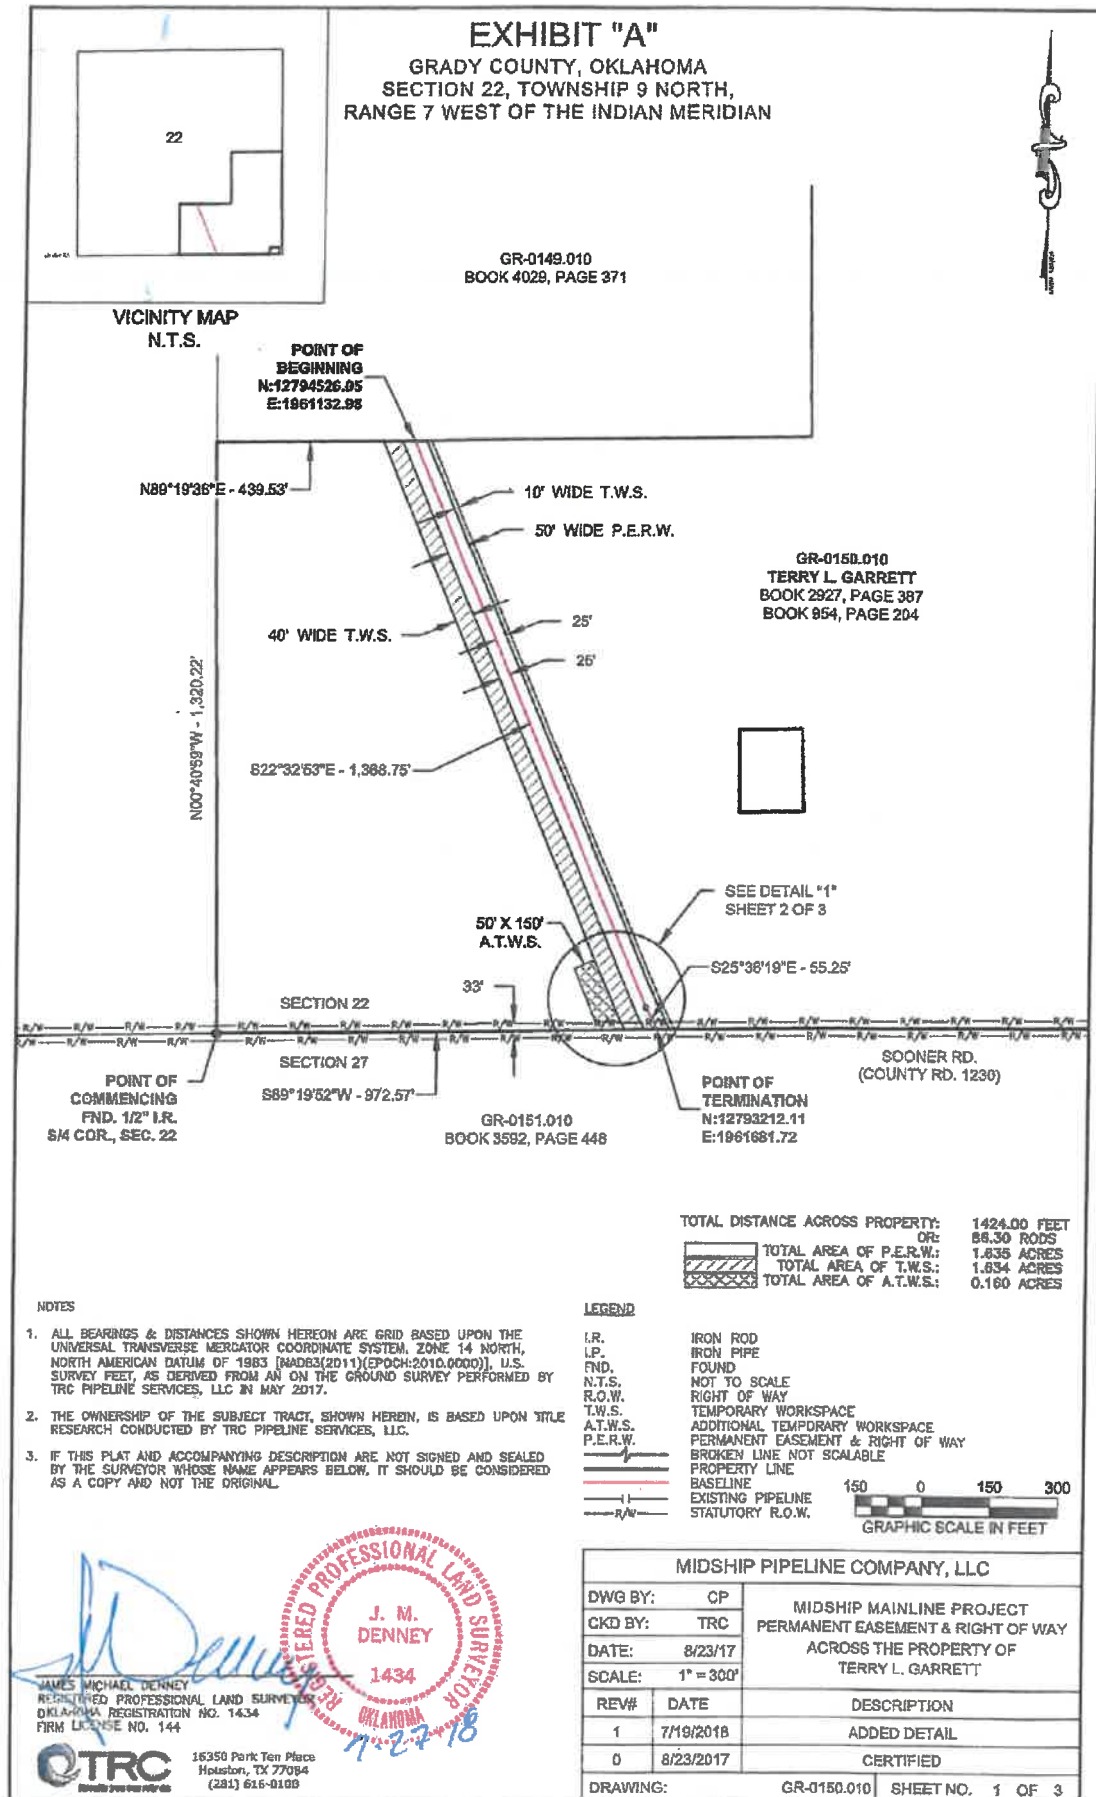 EXHIBIT "A"
GRADY COUNTY, OKLAHOMA
SECTION 22, TOWNSHIP 9 NORTH,
RANGE 7 WEST OF THE INDIAN MERIDIAN
22
VICINITY MAP
N.T.S.
GR-0149.010
BOOK 4029, PAGE 371
POINT OF
BEGINNING
N:12794526.05
E:1961132.98
N89°19'36"E - 439.53'
10' WIDE T.W.S.
50' WIDE P.E.R.W.
GR-0150.010
TERRY L. GARRETT
BOOK 2927, PAGE 387
BOOK 954, PAGE 204
40' WIDE T.W.S.
25'
25'
N00°40'59"W - 1,320.22'
S22°32'53"E - 1,368.75'
SEE DETAIL "1"
SHEET 2 OF 3
50' X 150'
A.T.W.S.
S25°36'19"E - 55.25'
33'
SECTION 22
R/W R/W R/W R/W R/W R/W R/W R/W R/W R/W R/W R/W R/W R/W R/W R/W R/W R/W
R/W R/W R/W R/W R/W R/W R/W R/W R/W R/W R/W R/W R/W R/W R/W R/W R/W R/W
SECTION 27
SOONER RD.
(COUNTY RD. 1230)
POINT OF
COMMENCING
FND. 1/2" I.R.
S/4 COR., SEC. 22
S89°19'52"W - 972.57'
GR-0151.010
BOOK 3592, PAGE 448
POINT OF
TERMINATION
N:12793212.11
E:1961681.72
TOTAL DISTANCE ACROSS PROPERTY: 1424.00 FEET
OR: 86.30 RODS
TOTAL AREA OF P.E.R.W.: 1.635 ACRES
TOTAL AREA OF T.W.S.: 1.634 ACRES
TOTAL AREA OF A.T.W.S.: 0.160 ACRES
NOTES
1. ALL BEARINGS & DISTANCES SHOWN HEREON ARE GRID BASED UPON THE
UNIVERSAL TRANSVERSE MERCATOR COORDINATE SYSTEM, ZONE 14 NORTH,
NORTH AMERICAN DATUM OF 1983 [NAD83(2011)(EPOCH:2010.0000)], U.S.
SURVEY FEET, AS DERIVED FROM AN ON THE GROUND SURVEY PERFORMED BY
TRC PIPELINE SERVICES, LLC IN MAY 2017.
2. THE OWNERSHIP OF THE SUBJECT TRACT, SHOWN HEREIN, IS BASED UPON TITLE
RESEARCH CONDUCTED BY TRC PIPELINE SERVICES, LLC.
3. IF THIS PLAT AND ACCOMPANYING DESCRIPTION ARE NOT SIGNED AND SEALED
BY THE SURVEYOR WHOSE NAME APPEARS BELOW, IT SHOULD BE CONSIDERED
AS A COPY AND NOT THE ORIGINAL.
LEGEND
I.R. IRON ROD
I.P. IRON PIPE
FND. FOUND
N.T.S. NOT TO SCALE
R.O.W. RIGHT OF WAY
T.W.S. TEMPORARY WORKSPACE
A.T.W.S. ADDITIONAL TEMPORARY WORKSPACE
P.E.R.W. PERMANENT EASEMENT & RIGHT OF WAY
BROKEN LINE NOT SCALABLE
PROPERTY LINE
BASELINE
EXISTING PIPELINE
R/W STATUTORY R.O.W.
150 0 150 300
GRAPHIC SCALE IN FEET
REGISTERED PROFESSIONAL LAND SURVEYOR
J. M.
DENNEY
1434
OKLAHOMA
7-27-18
JAMES MICHAEL DENNEY
REGISTERED PROFESSIONAL LAND SURVEYOR
OKLAHOMA REGISTRATION NO. 1434
FIRM LICENSE NO. 144
TRC
16350 Park Ten Place
Houston, TX 77084
(281) 616-0100
MIDSHIP PIPELINE COMPANY, LLC
DWG BY: CP
CKD BY: TRC
DATE: 8/23/17
SCALE: 1" = 300'
MIDSHIP MAINLINE PROJECT
PERMANENT EASEMENT & RIGHT OF WAY
ACROSS THE PROPERTY OF
TERRY L. GARRETT
REV# DATE DESCRIPTION
1 7/19/2018 ADDED DETAIL
0 8/23/2017 CERTIFIED
DRAWING: GR-0150.010 SHEET NO. 1 OF 3